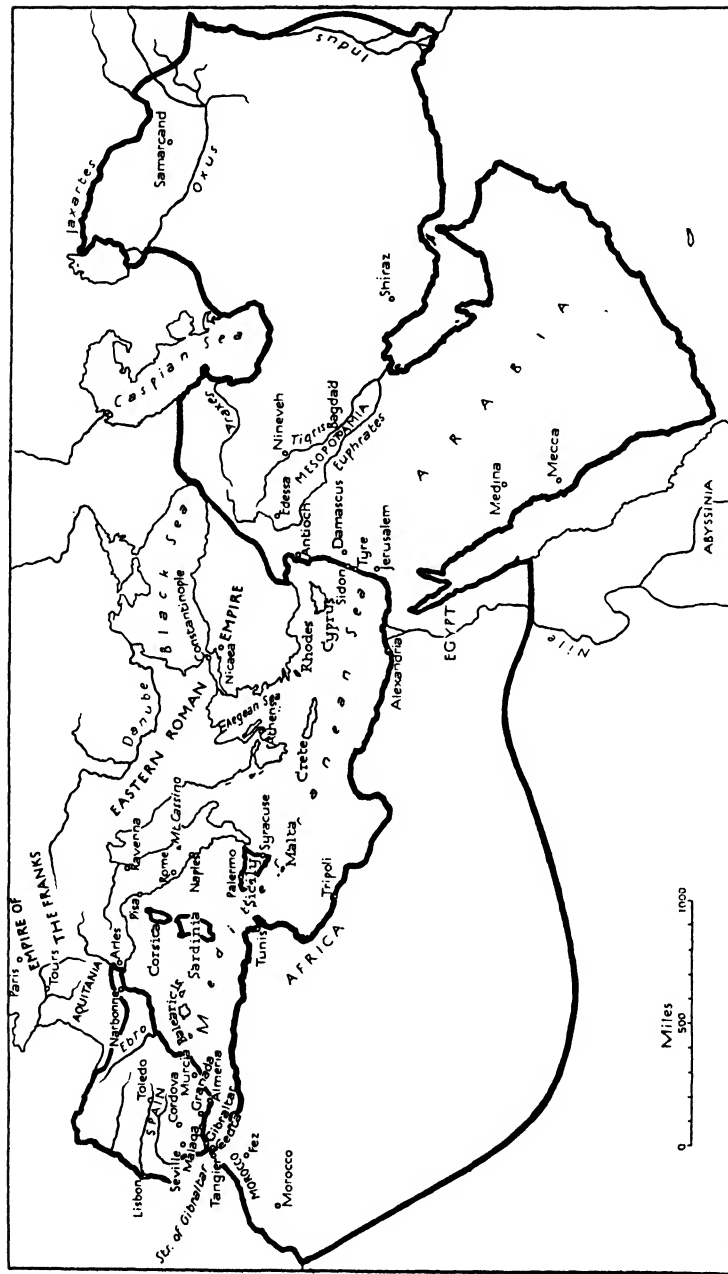 Paris
EMPIRE OF
THE FRANKS
Tours
AQUITANIA
Narbonne
Arles
Ebro
Lisbon
Toledo
SPAIN
Cordova
Seville
Murcia
Malaga
Granada
Almeria
Gibraltar
Ceuta
Tangier
Str. of Gibraltar
MOROCCO
Fez
Morocco
Balearic Is
Corsica
Sardinia
Pisa
Ravenna
Rome
Mt Cassino
Naples
Palermo
Sicily
Syracuse
Malta
Tunis
Tripoli
AFRICA
Mediterranean Sea
Danube
EASTERN ROMAN
EMPIRE
Black Sea
Constantinople
Nicaea
Aegean Sea
Athens
Crete
Rhodes
Cyprus
Alexandria
EGYPT
Nile
ABYSSINIA
Antioch
Damascus
Sidon
Tyre
Jerusalem
Edessa
Nineveh
Tigris
MESOPOTAMIA
Bagdad
Euphrates
Araxes
Caspian Sea
Jaxartes
Samarcand
Oxus
Indus
Shiraz
ARABIA
Medina
Mecca
Miles
0 500 1000